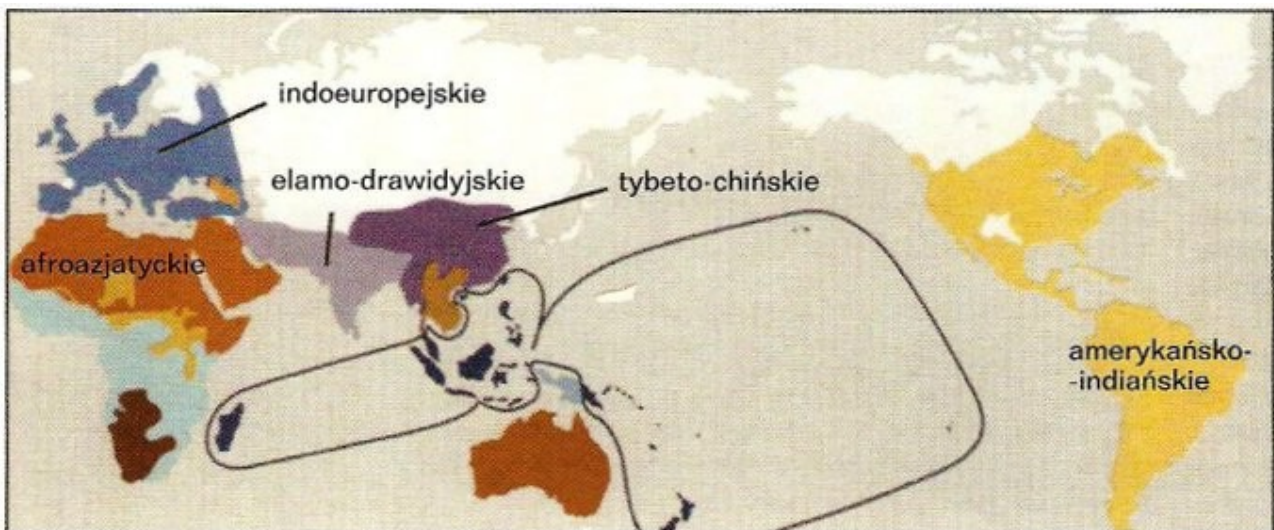 indoeuropejskie
elamo-drawidyjskie
tybeto-chińskie
afroazjatyckie
amerykańsko-
-indiańskie